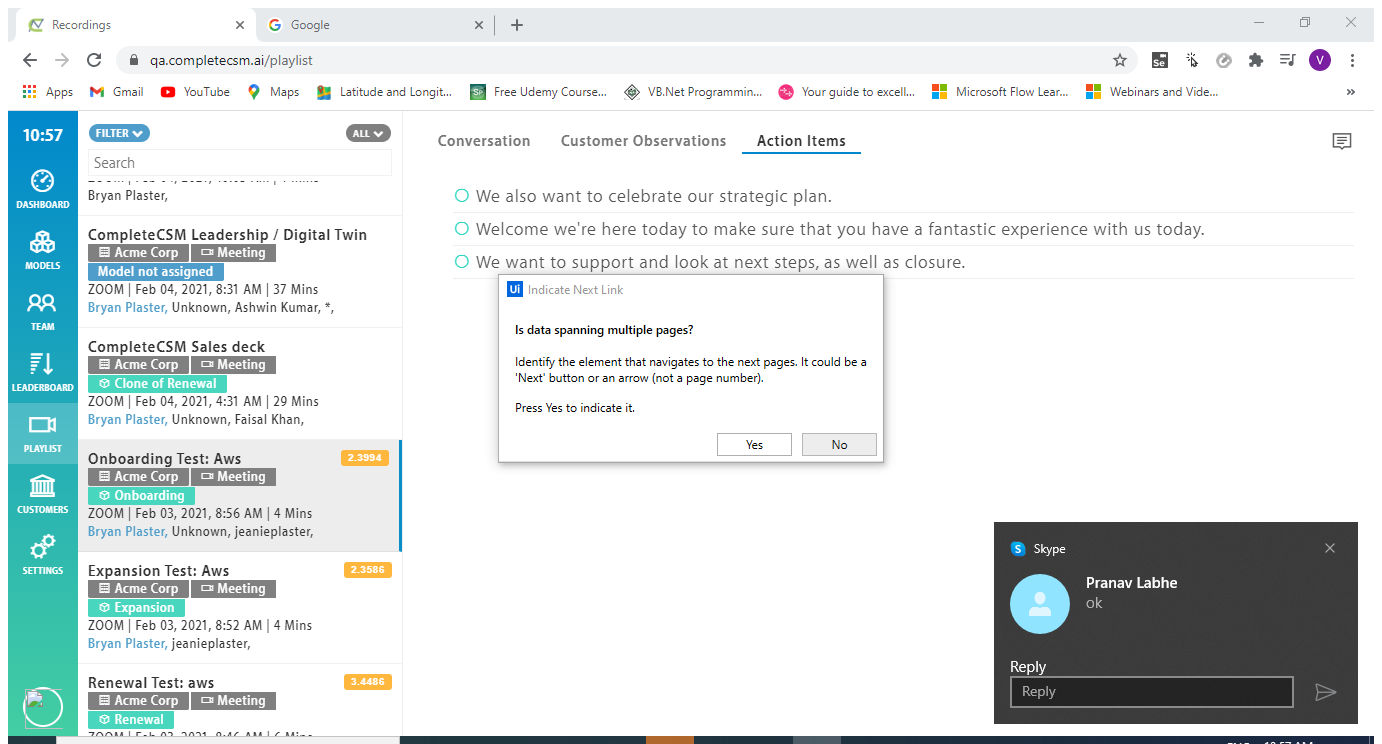 Recordings
Google
qa.completecsm.ai/playlist
Se
V
Apps
Gmail
YouTube
Maps
Latitude and Longit...
Free Udemy Course...
VB.Net Programmin...
Your guide to excell...
Microsoft Flow Lear...
Webinars and Vide...
»
10:57
DASHBOARD
MODELS
TEAM
LEADERBOARD
PLAYLIST
CUSTOMERS
SETTINGS
FILTER
ALL
Search
Bryan Plaster,
CompleteCSM Leadership / Digital Twin
Acme Corp Meeting
Model not assigned
ZOOM | Feb 04, 2021, 8:31 AM | 37 Mins
Bryan Plaster, Unknown, Ashwin Kumar, *,
CompleteCSM Sales deck
Acme Corp Meeting
Clone of Renewal
ZOOM | Feb 04, 2021, 4:31 AM | 29 Mins
Bryan Plaster, Unknown, Faisal Khan,
Onboarding Test: Aws 2.3994
Acme Corp Meeting
Onboarding
ZOOM | Feb 03, 2021, 8:56 AM | 4 Mins
Bryan Plaster, Unknown, jeanieplaster,
Expansion Test: Aws 2.3586
Acme Corp Meeting
Expansion
ZOOM | Feb 03, 2021, 8:52 AM | 4 Mins
Bryan Plaster, jeanieplaster,
Renewal Test: aws 3.4486
Acme Corp Meeting
Renewal
ZOOM | Feb 03, 2021, 8:46 AM | 6 Mins
Conversation
Customer Observations
Action Items
We also want to celebrate our strategic plan.
Welcome we're here today to make sure that you have a fantastic experience with us today.
We want to support and look at next steps, as well as closure.
Ui Indicate Next Link
Is data spanning multiple pages?
Identify the element that navigates to the next pages. It could be a
'Next' button or an arrow (not a page number).
Press Yes to indicate it.
Yes
No
Skype
Pranav Labhe
ok
Reply
Reply